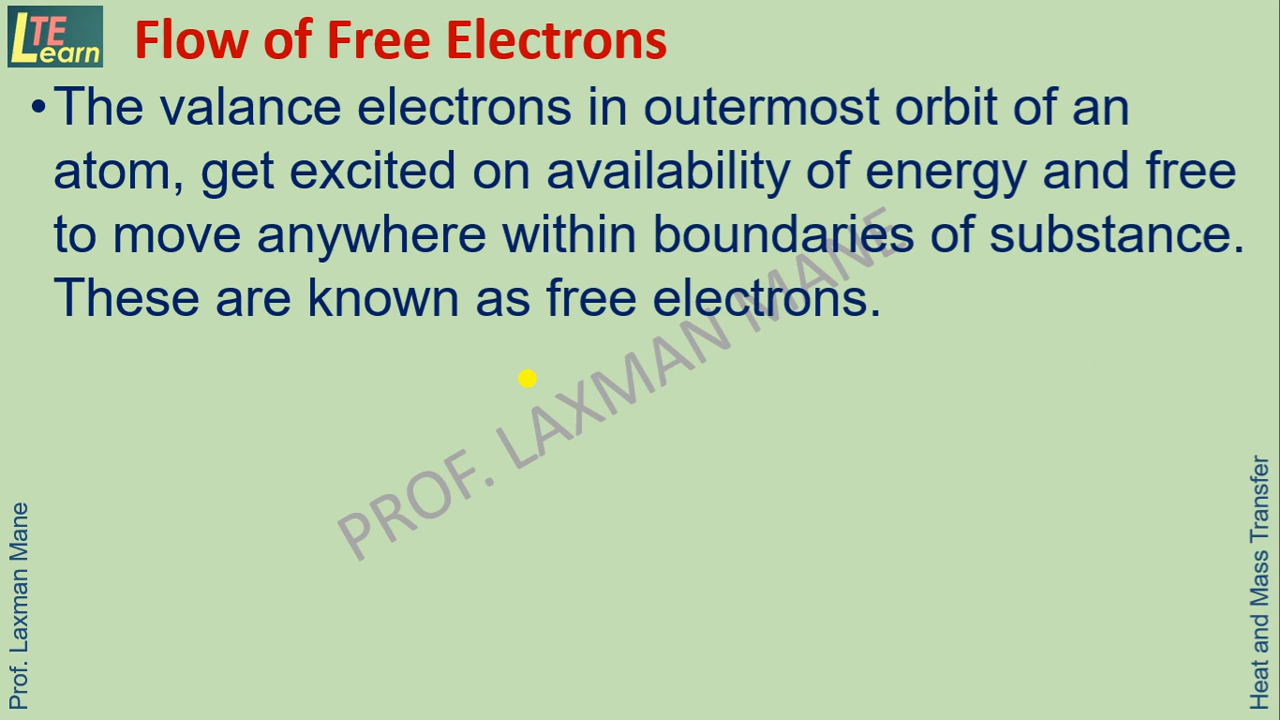 LTE
Learn
Flow of Free Electrons
•The valance electrons in outermost orbit of an
atom, get excited on availability of energy and free
to move anywhere within boundaries of substance.
These are known as free electrons.
PROF. LAXMAN MANE
Prof. Laxman Mane
Heat and Mass Transfer